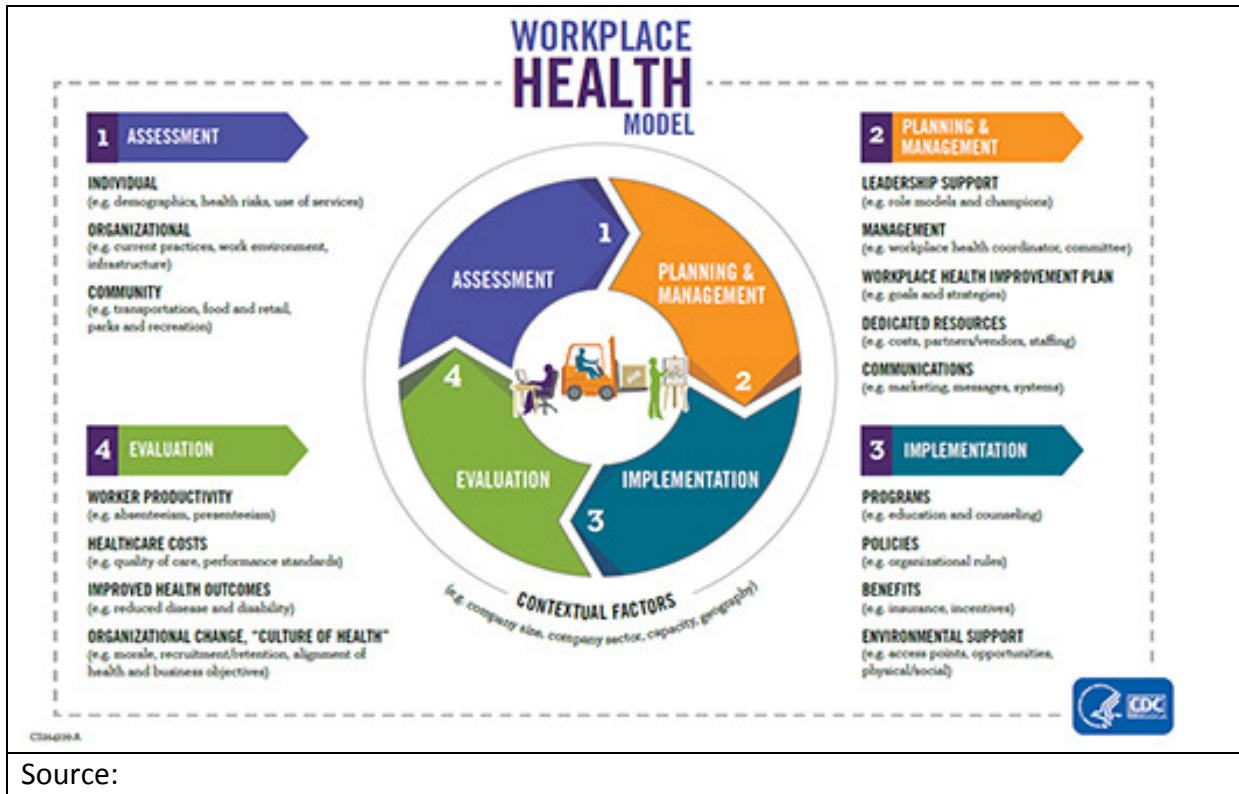 WORKPLACE
HEALTH
MODEL
1 ASSESSMENT
INDIVIDUAL
(e.g. demographics, health risks, use of services)
ORGANIZATIONAL
(e.g. current practices, work environment,
infrastructure)
COMMUNITY
(e.g. transportation, food and retail,
parks and recreation)
2 PLANNING &
MANAGEMENT
LEADERSHIP SUPPORT
(e.g. role models and champions)
MANAGEMENT
(e.g. workplace health coordinator, committee)
WORKPLACE HEALTH IMPROVEMENT PLAN
(e.g. goals and strategies)
DEDICATED RESOURCES
(e.g. costs, partners/vendors, staffing)
COMMUNICATIONS
(e.g. marketing, messages, systems)
1
ASSESSMENT
PLANNING &
MANAGEMENT
2
IMPLEMENTATION
3
EVALUATION
4
CONTEXTUAL FACTORS
(e.g. company size, company sector, capacity, geography)
4 EVALUATION
WORKER PRODUCTIVITY
(e.g. absenteeism, presenteeism)
HEALTHCARE COSTS
(e.g. quality of care, performance standards)
IMPROVED HEALTH OUTCOMES
(e.g. reduced disease and disability)
ORGANIZATIONAL CHANGE, "CULTURE OF HEALTH"
(e.g. morale, recruitment/retention, alignment of
health and business objectives)
3 IMPLEMENTATION
PROGRAMS
(e.g. education and counseling)
POLICIES
(e.g. organizational rules)
BENEFITS
(e.g. insurance, incentives)
ENVIRONMENTAL SUPPORT
(e.g. access points, opportunities,
physical/social)
CDC
Source: